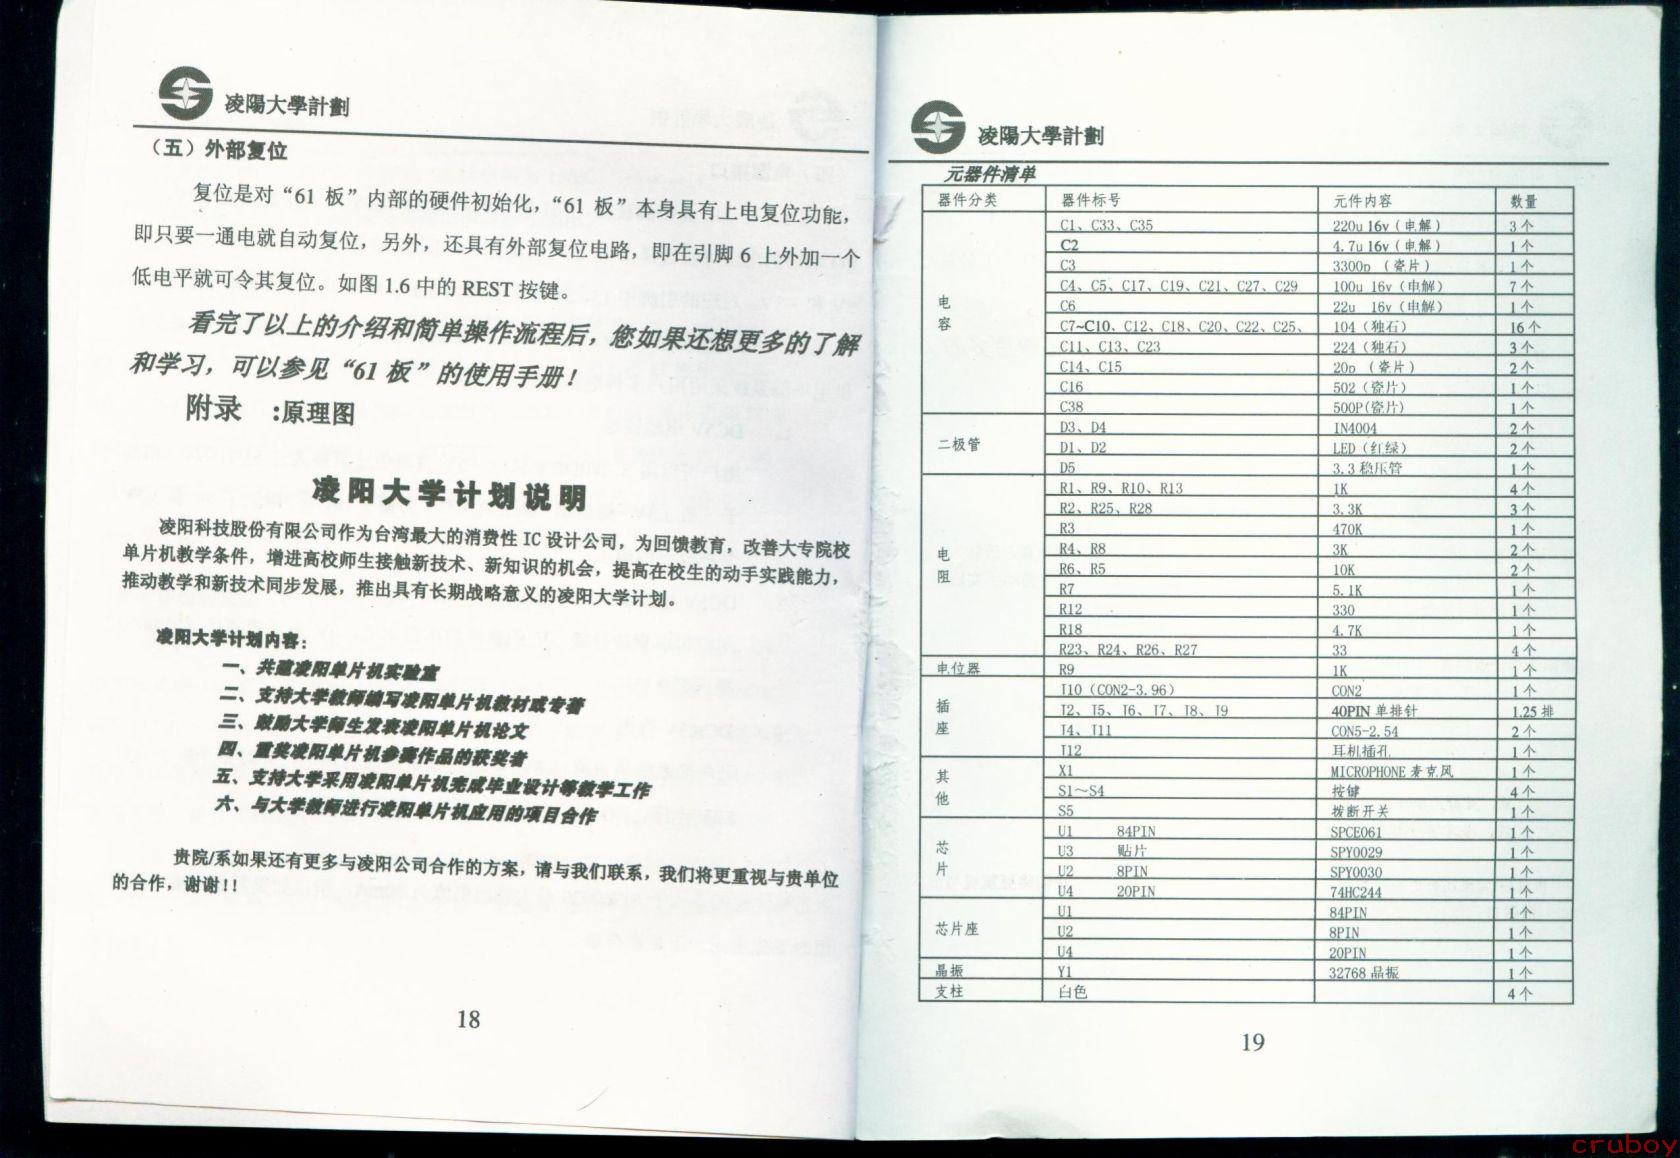 凌陽大學計劃
（五）外部复位
复位是对“61 板”内部的硬件初始化，“61 板”本身具有上电复位功能，
即只要一通电就自动复位，另外，还具有外部复位电路，即在引脚 6 上外加一个
低电平就可令其复位。如图 1.6 中的 REST 按键。
看完了以上的介绍和简单操作流程后，您如果还想更多的了解
和学习，可以参见“61 板”的使用手册！
附录 :原理图
凌阳大学计划说明
凌阳科技股份有限公司作为台湾最大的消费性 IC 设计公司，为回馈教育，改善大专院校
单片机教学条件，增进高校师生接触新技术、新知识的机会，提高在校生的动手实践能力，
推动教学和新技术同步发展，推出具有长期战略意义的凌阳大学计划。
凌阳大学计划内容：
一、共建凌阳单片机实验室
二、支持大学教师编写凌阳单片机教材或专著
三、鼓励大学师生发表凌阳单片机论文
四、重奖凌阳单片机参赛作品的获奖者
五、支持大学采用凌阳单片机完成毕业设计等教学工作
六、与大学教师进行凌阳单片机应用的项目合作
贵院/系如果还有更多与凌阳公司合作的方案，请与我们联系，我们将更重视与贵单位
的合作，谢谢!!
18
凌陽大學計劃
元器件清单
器件分类 器件标号 元件内容 数量
电容
C1、C33、C35 220u 16v（电解） 3 个
C2 4.7u 16v（电解） 1 个
C3 3300p （瓷片） 1 个
C4、C5、C17、C19、C21、C27、C29 100u 16v（电解） 7 个
C6 22u 16v（电解） 1 个
C7~C10、C12、C18、C20、C22、C25、 104（独石） 16 个
C11、C13、C23 224（独石） 3 个
C14、C15 20p （瓷片） 2 个
C16 502（瓷片） 1 个
C38 500P(瓷片) 1 个
二极管
D3、D4 IN4004 2 个
D1、D2 LED（红绿） 2 个
D5 3.3 稳压管 1 个
电阻
R1、R9、R10、R13 1K 4 个
R2、R25、R28 3.3K 3 个
R3 470K 1 个
R4、R8 3K 2 个
R6、R5 10K 2 个
R7 5.1K 1 个
R12 330 1 个
R18 4.7K 1 个
R23、R24、R26、R27 33 4 个
电位器 R9 1K 1 个
插座
J10（CON2-3.96） CON2 1 个
J2、J5、J6、J7、J8、J9 40PIN 单排针 1.25 排
J4、J11 CON5-2.54 2 个
J12 耳机插孔 1 个
其他
X1 MICROPHONE 麦克风 1 个
S1～S4 按键 4 个
S5 拨断开关 1 个
芯片
U1 84PIN SPCE061 1 个
U3 贴片 SPY0029 1 个
U2 8PIN SPY0030 1 个
U4 20PIN 74HC244 1 个
芯片座
U1 84PIN 1 个
U2 8PIN 1 个
U4 20PIN 1 个
晶振 Y1 32768 晶振 1 个
支柱 白色 4 个
19
cruboy